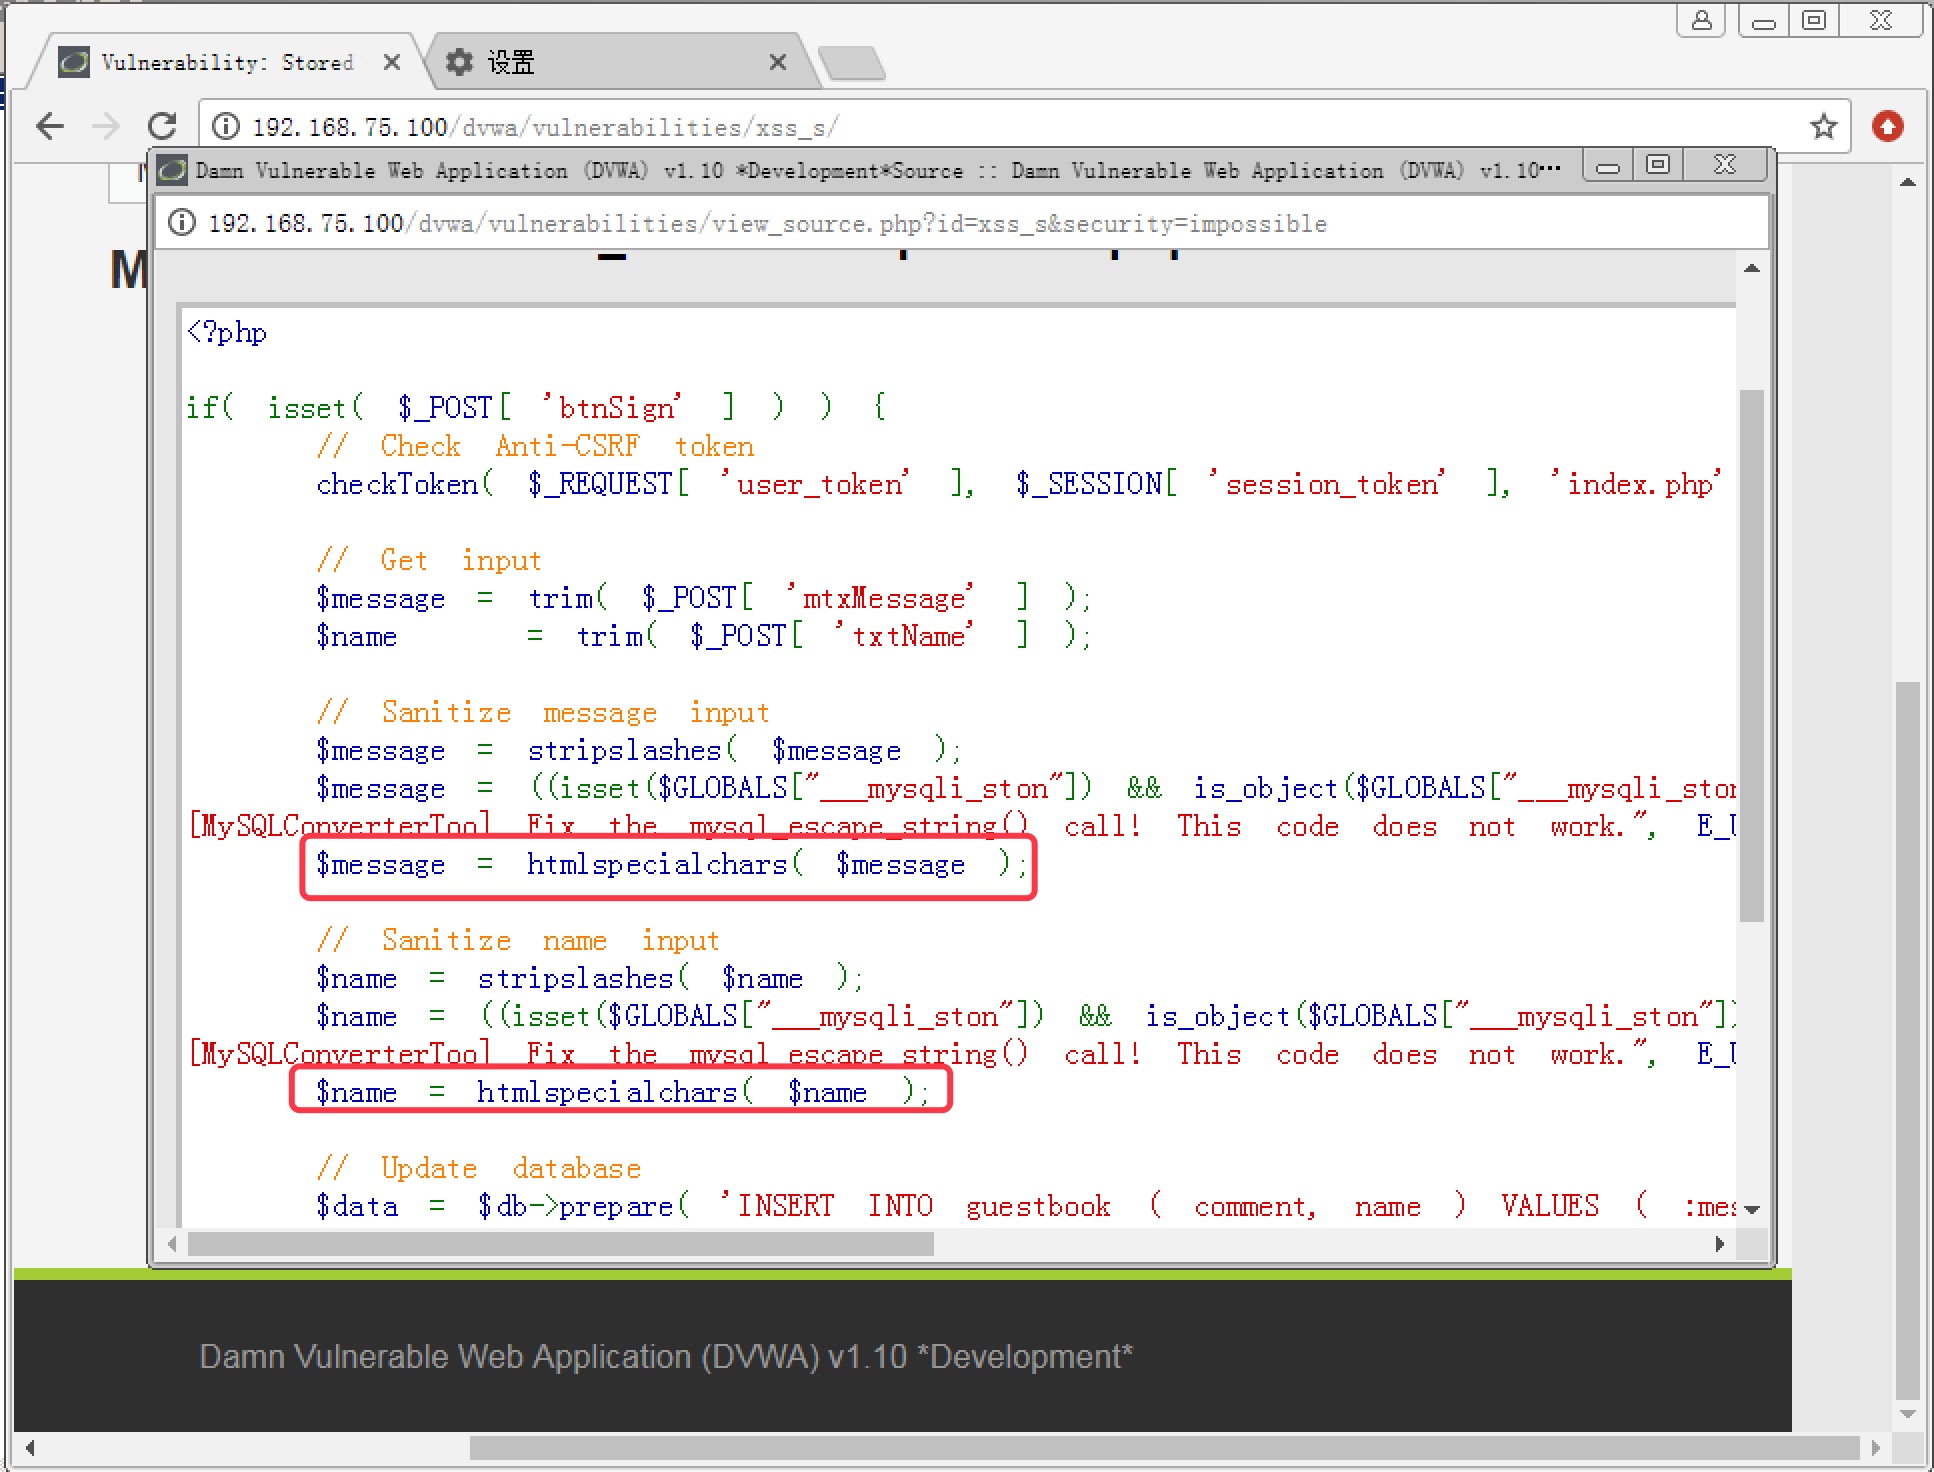 Vulnerability: Stored
设置
192.168.75.100/dvwa/vulnerabilities/xss_s/
Damn Vulnerable Web Application (DVWA) v1.10 *Development*Source :: Damn Vulnerable Web Application (DVWA) v1.10···
192.168.75.100/dvwa/vulnerabilities/view_source.php?id=xss_s&security=impossible
M
<?php
if( isset( $_POST[ 'btnSign' ] ) ) {
// Check Anti-CSRF token
checkToken( $_REQUEST[ 'user_token' ], $_SESSION[ 'session_token' ], 'index.php'
// Get input
$message = trim( $_POST[ 'mtxMessage' ] );
$name = trim( $_POST[ 'txtName' ] );
// Sanitize message input
$message = stripslashes( $message );
$message = ((isset($GLOBALS["___mysqli_ston"]) && is_object($GLOBALS["___mysqli_ston
[MySQLConverterToo] Fix the mysql_escape_string() call! This code does not work.", E_U
$message = htmlspecialchars( $message );
// Sanitize name input
$name = stripslashes( $name );
$name = ((isset($GLOBALS["___mysqli_ston"]) && is_object($GLOBALS["___mysqli_ston"])
[MySQLConverterToo] Fix the mysql_escape_string() call! This code does not work.", E_U
$name = htmlspecialchars( $name );
// Update database
$data = $db->prepare( 'INSERT INTO guestbook ( comment, name ) VALUES ( :mes
Damn Vulnerable Web Application (DVWA) v1.10 *Development*